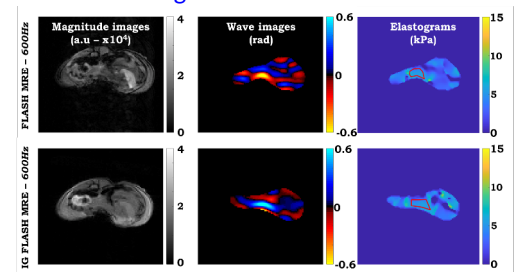 Magnitude images
(a.u – x10⁴)
Wave images
(rad)
Elastograms
(kPa)
FLASH MRE – 600Hz
4
2
0
0.6
0
-0.6
15
10
5
0
IG FLASH MRE – 600Hz
4
2
0
0.6
0
-0.6
15
10
5
0